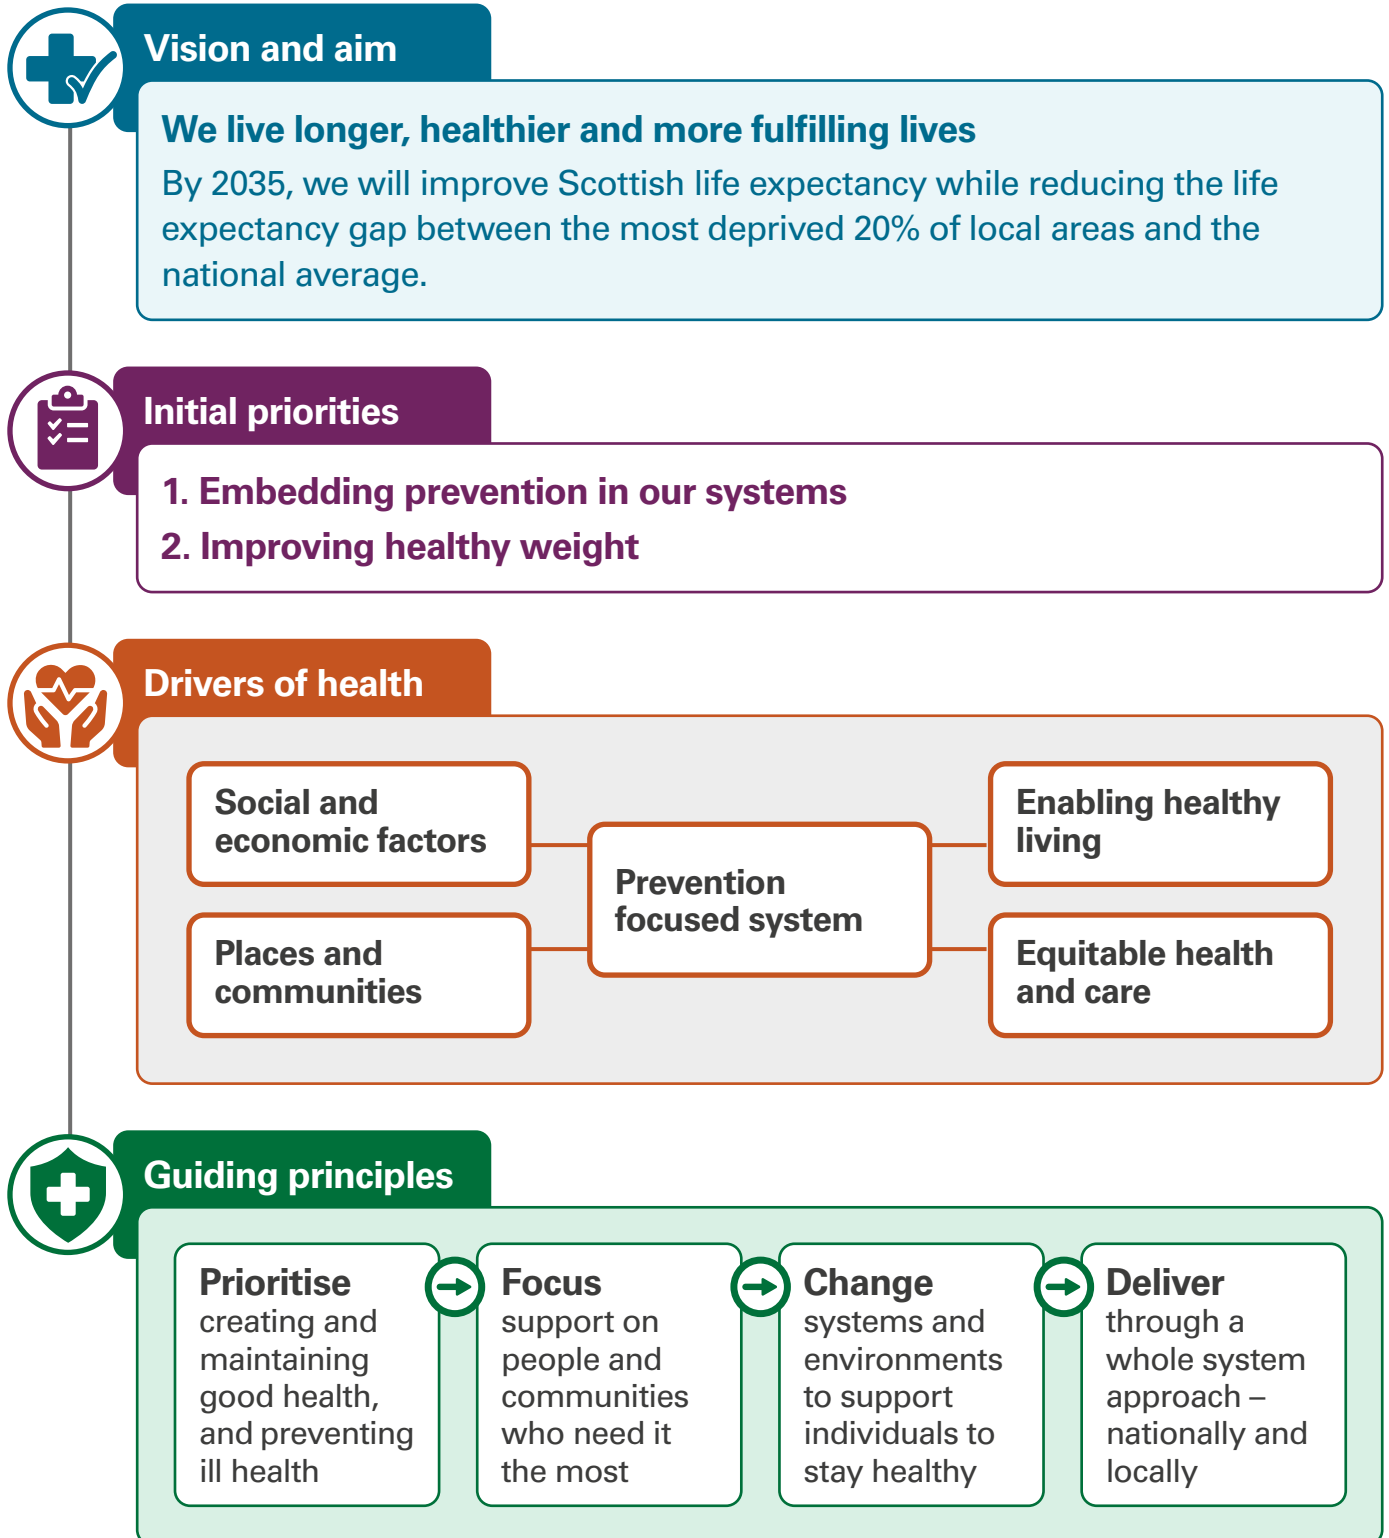 Vision and aim
We live longer, healthier and more fulfilling lives
By 2035, we will improve Scottish life expectancy while reducing the life
expectancy gap between the most deprived 20% of local areas and the
national average.
Initial priorities
1. Embedding prevention in our systems
2. Improving healthy weight
Drivers of health
Social and
economic factors
Places and
communities
Prevention
focused system
Enabling healthy
living
Equitable health
and care
Guiding principles
Prioritise
creating and
maintaining
good health,
and preventing
ill health
Focus
support on
people and
communities
who need it
the most
Change
systems and
environments
to support
individuals to
stay healthy
Deliver
through a
whole system
approach –
nationally and
locally